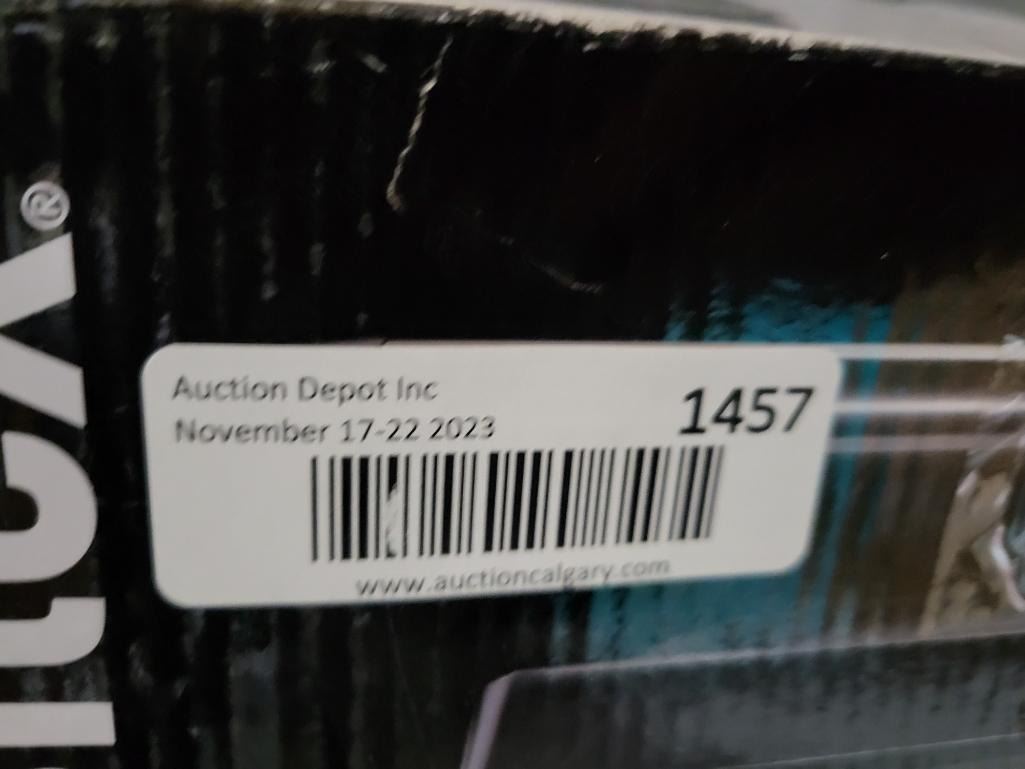 Auction Depot Inc
November 17-22 2023
1457
www.auctioncalgary.com
®